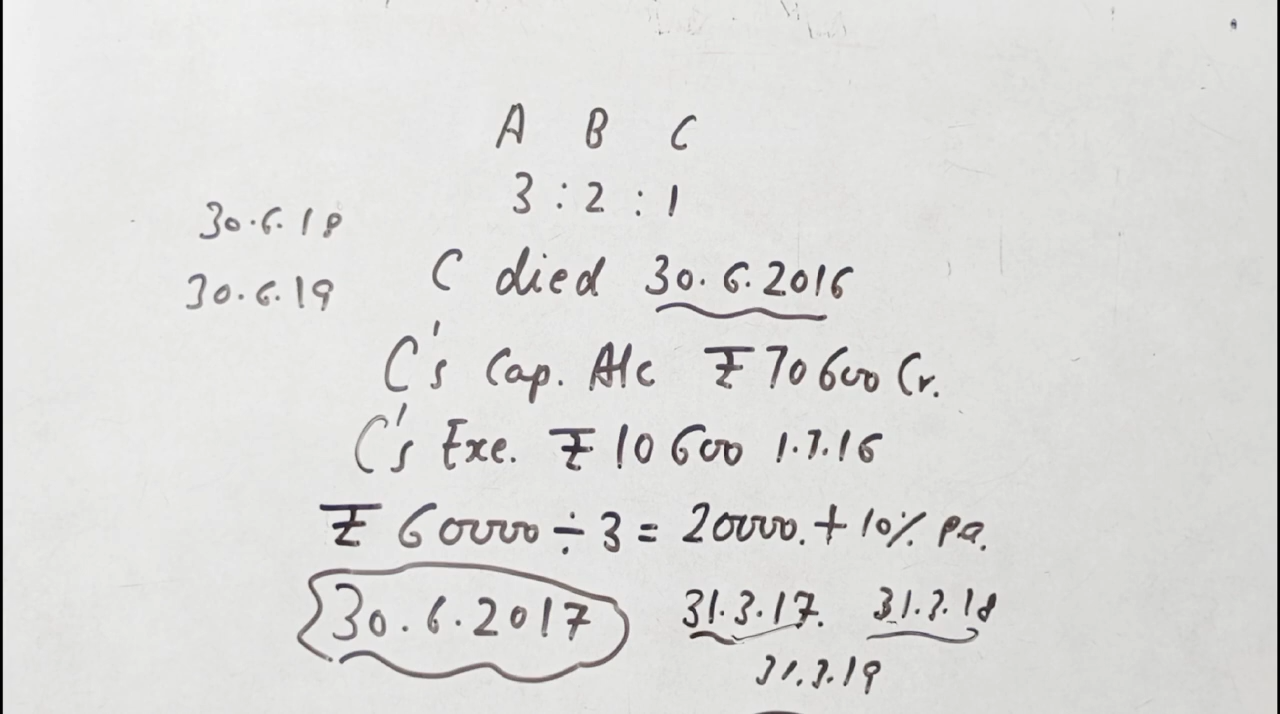 A B C
3 : 2 : 1
30.6.18
30.6.19
C died 30.6.2016
C's Cap. A/c ₹70600 Cr.
C's Exe. ₹10600 1.7.16
₹60000 ÷ 3 = 20000. + 10% p.a.
30.6.2017
31.3.17. 31.3.18
31.3.19